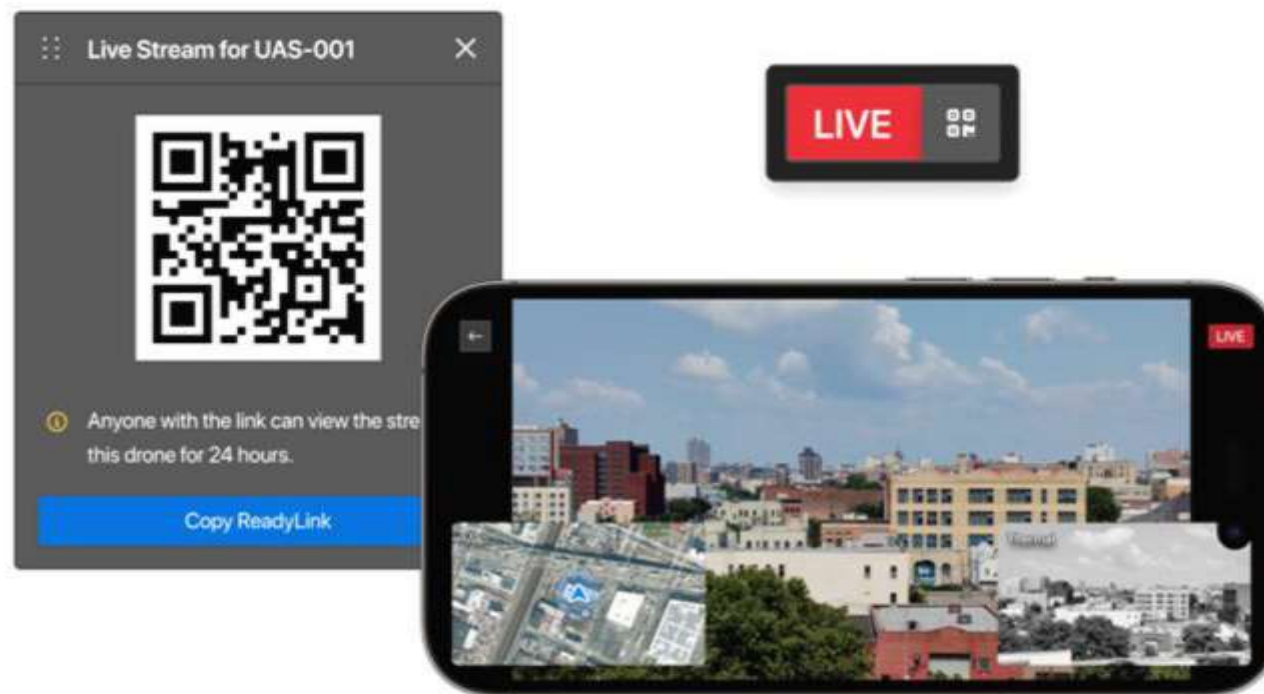 Live Stream for UAS-001
LIVE
Anyone with the link can view the stre
this drone for 24 hours.
Copy ReadyLink
LIVE
Thermal